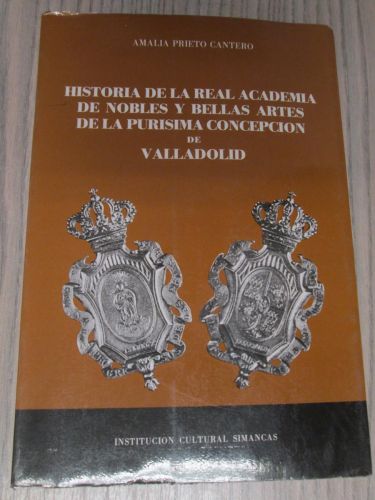 AMALIA PRIETO CANTERO
HISTORIA DE LA REAL ACADEMIA
DE NOBLES Y BELLAS ARTES
DE LA PURISIMA CONCEPCION
DE
VALLADOLID
INSTITUCION CULTURAL SIMANCAS